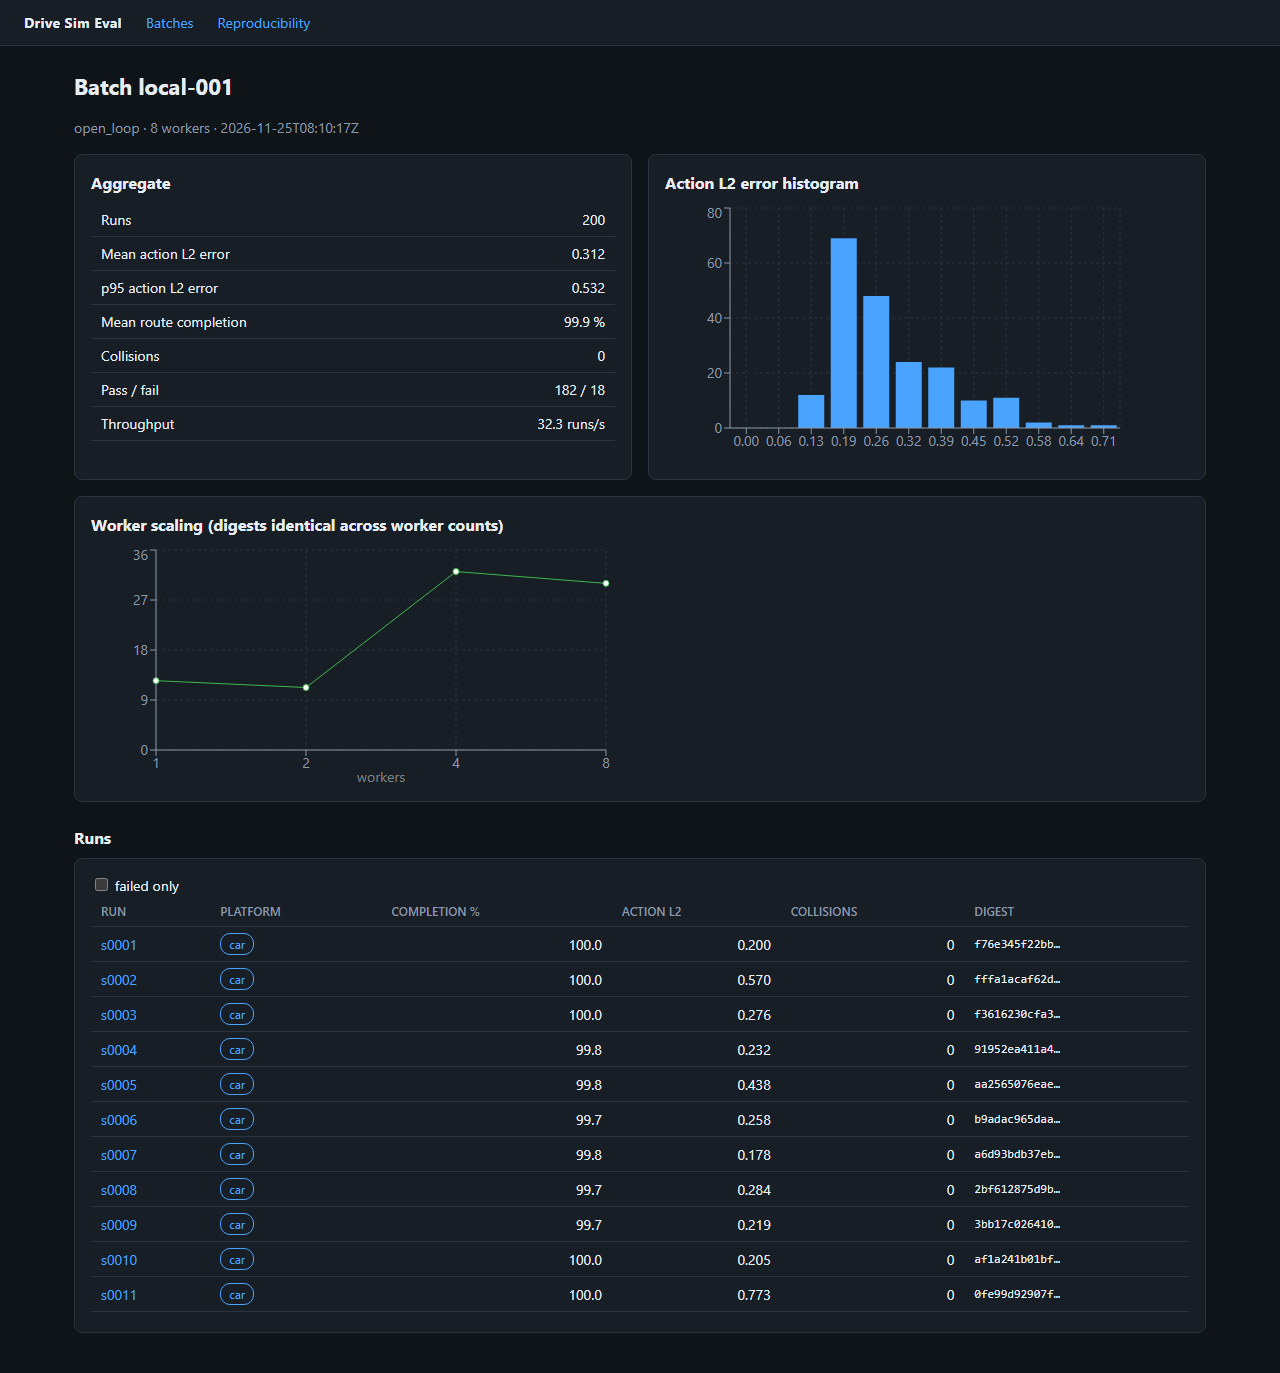 Drive Sim Eval Batches Reproducibility
Batch local-001
open_loop · 8 workers · 2026-11-25T08:10:17Z
Aggregate
Runs 200
Mean action L2 error 0.312
p95 action L2 error 0.532
Mean route completion 99.9 %
Collisions 0
Pass / fail 182 / 18
Throughput 32.3 runs/s
Action L2 error histogram
80
60
40
20
0
0.00 0.06 0.13 0.19 0.26 0.32 0.39 0.45 0.52 0.58 0.64 0.71
Worker scaling (digests identical across worker counts)
36
27
18
9
0
1 2 4 8
workers
Runs
failed only
RUN PLATFORM COMPLETION % ACTION L2 COLLISIONS DIGEST
s0001 car 100.0 0.200 0 f76e345f22bb…
s0002 car 100.0 0.570 0 fffa1acaf62d…
s0003 car 100.0 0.276 0 f3616230cfa3…
s0004 car 99.8 0.232 0 91952ea411a4…
s0005 car 99.8 0.438 0 aa2565076eae…
s0006 car 99.7 0.258 0 b9adac965daa…
s0007 car 99.8 0.178 0 a6d93bdb37eb…
s0008 car 99.7 0.284 0 2bf612875d9b…
s0009 car 99.7 0.219 0 3bb17c026410…
s0010 car 100.0 0.205 0 af1a241b01bf…
s0011 car 100.0 0.773 0 0fe99d92907f…